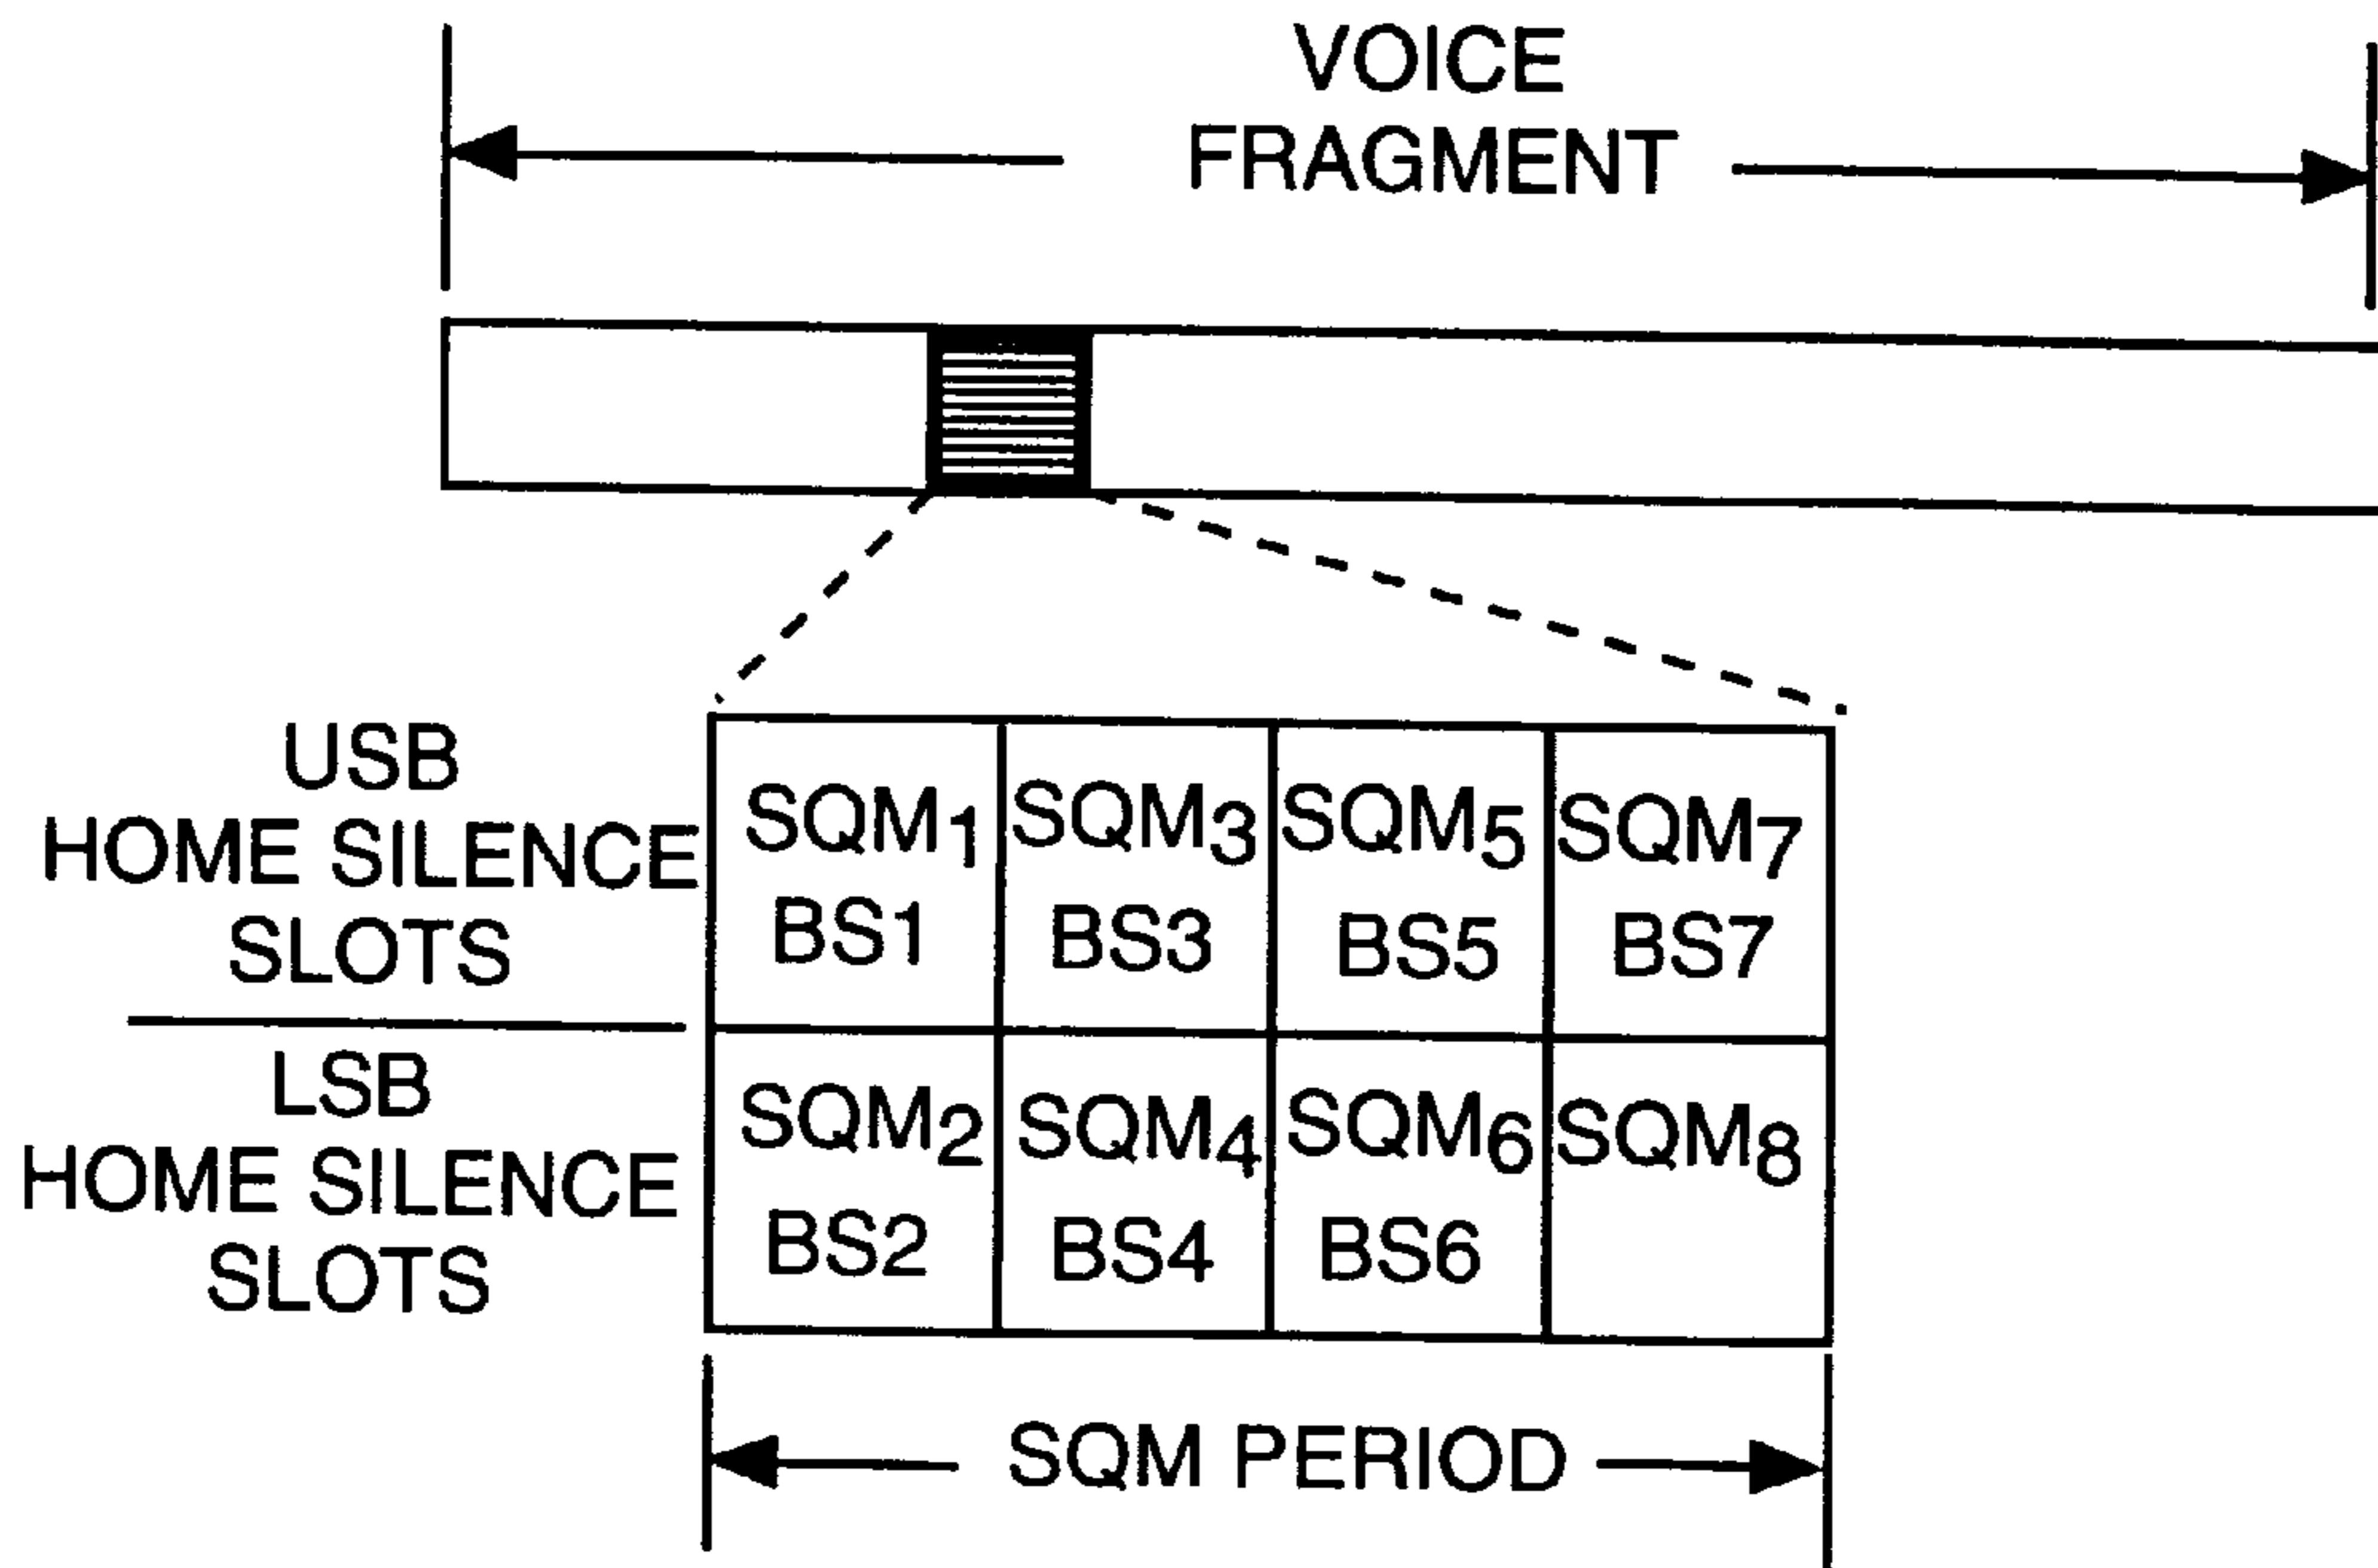 VOICE
FRAGMENT
USB
HOME SILENCE
SLOTS
SQM1 SQM3 SQM5 SQM7
BS1 BS3 BS5 BS7
LSB
HOME SILENCE
SLOTS
SQM2 SQM4 SQM6 SQM8
BS2 BS4 BS6
SQM PERIOD